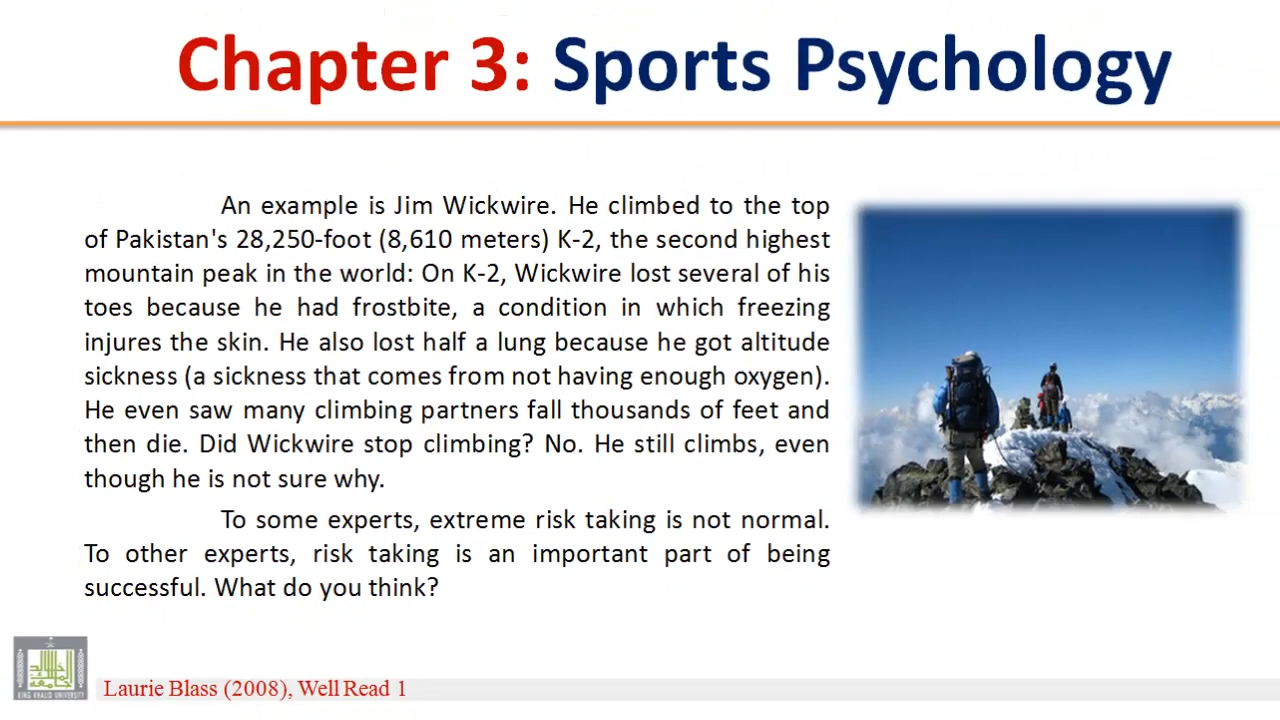 Chapter 3: Sports Psychology
An example is Jim Wickwire. He climbed to the top
of Pakistan's 28,250-foot (8,610 meters) K-2, the second highest
mountain peak in the world: On K-2, Wickwire lost several of his
toes because he had frostbite, a condition in which freezing
injures the skin. He also lost half a lung because he got altitude
sickness (a sickness that comes from not having enough oxygen).
He even saw many climbing partners fall thousands of feet and
then die. Did Wickwire stop climbing? No. He still climbs, even
though he is not sure why.
To some experts, extreme risk taking is not normal.
To other experts, risk taking is an important part of being
successful. What do you think?
KING KHALID UNIVERSITY
Laurie Blass (2008), Well Read 1